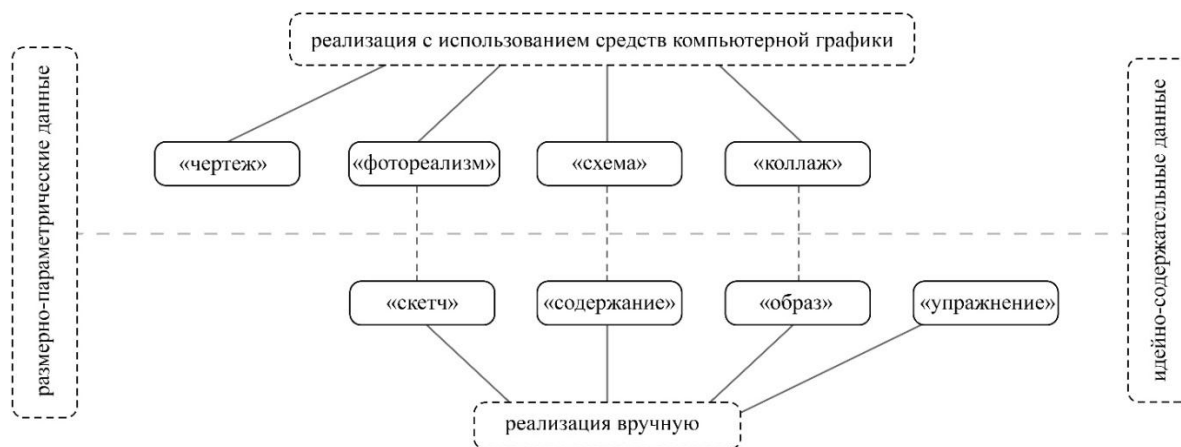 реализация с использованием средств компьютерной графики
размерно-параметрические данные
идейно-содержательные данные
«чертеж»
«фотореализм»
«схема»
«коллаж»
«скетч»
«содержание»
«образ»
«упражнение»
реализация вручную